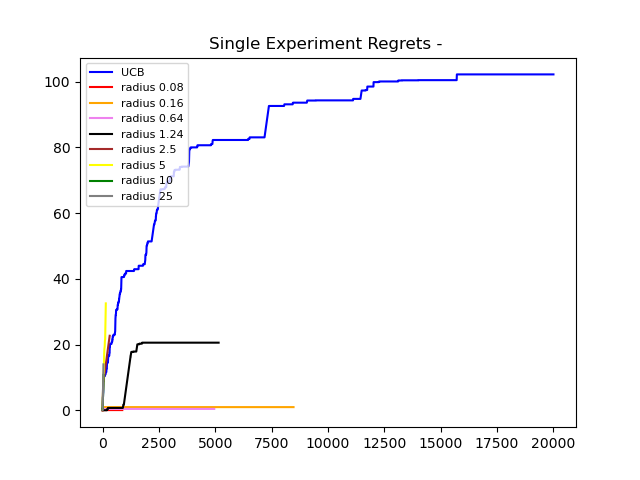 Single Experiment Regrets -
UCB
radius 0.08
radius 0.16
radius 0.64
radius 1.24
radius 2.5
radius 5
radius 10
radius 25
100
80
60
40
20
0
0 2500 5000 7500 10000 12500 15000 17500 20000